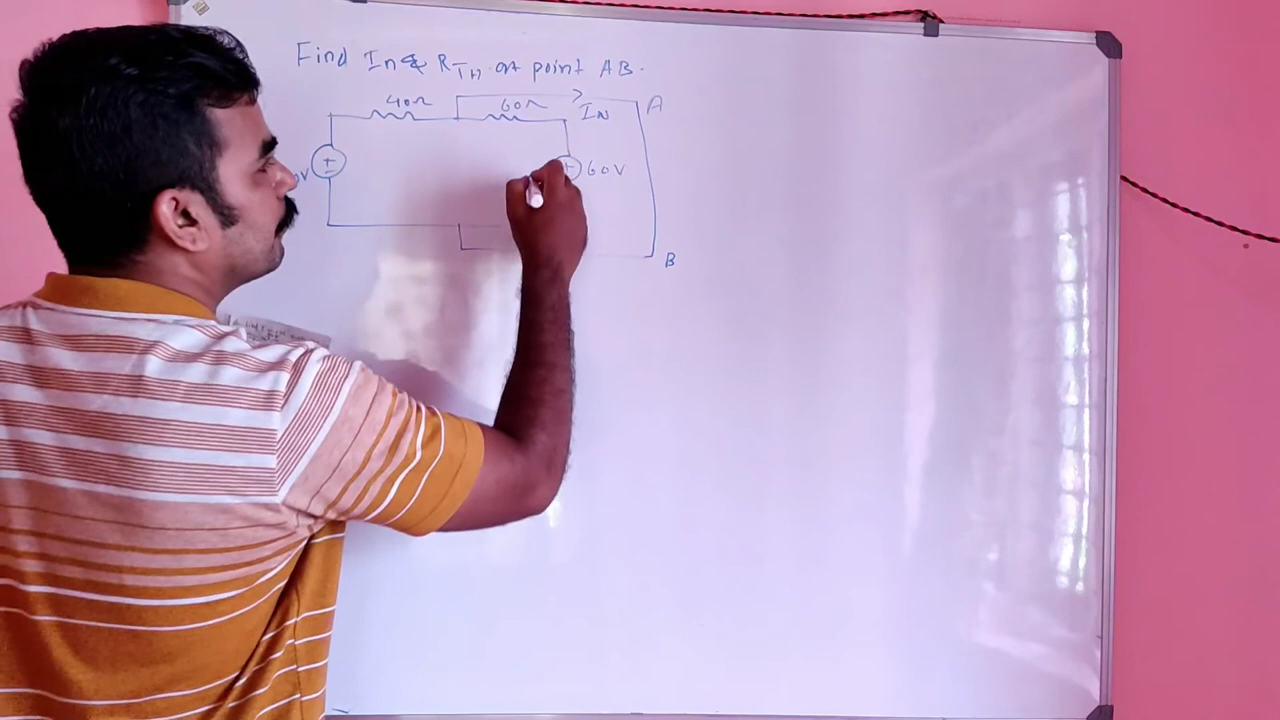 Find IN & RTH at point AB.
40Ω 60Ω IN A
V + 60V
B